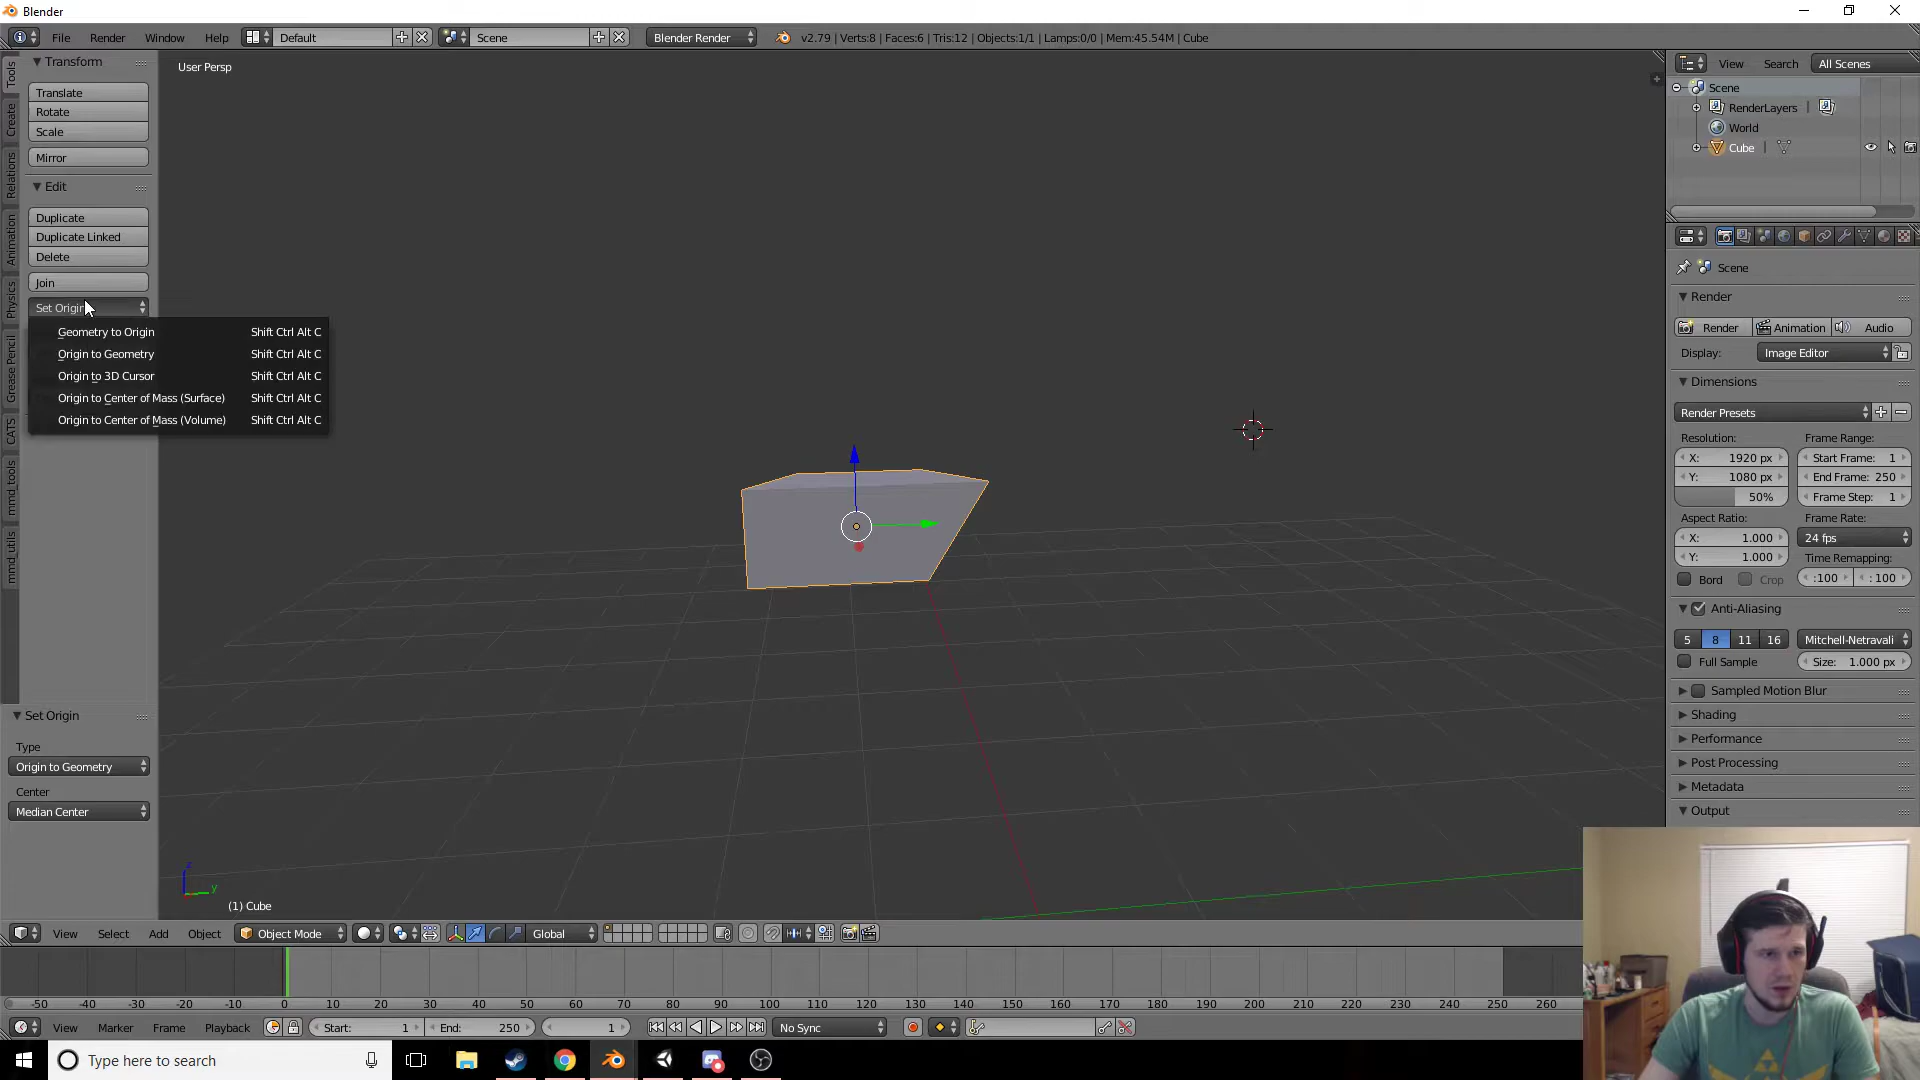 Blender
File Render Window Help Default Scene Blender Render v2.79 | Verts:8 | Faces:6 | Tris:12 | Objects:1/1 | Lamps:0/0 | Mem:45.54M | Cube
Tools
Create
Relations
Animation
Physics
Grease Pencil
CATS
mmd_tools
mmd_utils
Transform
Translate
Rotate
Scale
Mirror
Edit
Duplicate
Duplicate Linked
Delete
Join
Set Origin
Geometry to Origin Shift Ctrl Alt C
Origin to Geometry Shift Ctrl Alt C
Origin to 3D Cursor Shift Ctrl Alt C
Origin to Center of Mass (Surface) Shift Ctrl Alt C
Origin to Center of Mass (Volume) Shift Ctrl Alt C
Set Origin
Type
Origin to Geometry
Center
Median Center
User Persp
z
y
(1) Cube
View Search All Scenes
Scene
RenderLayers |
World
Cube |
Scene
Render
Render Animation Audio
Display: Image Editor
Dimensions
Render Presets
Resolution: Frame Range:
X: 1920 px Start Frame: 1
Y: 1080 px End Frame: 250
50% Frame Step: 1
Aspect Ratio: Frame Rate:
X: 1.000 24 fps
Y: 1.000 Time Remapping:
Bord Crop :100 : 100
Anti-Aliasing
5 8 11 16 Mitchell-Netravali
Full Sample Size: 1.000 px
Sampled Motion Blur
Shading
Performance
Post Processing
Metadata
Output
View Select Add Object Object Mode Global
-50 -40 -30 -20 -10 0 10 20 30 40 50 60 70 80 90 100 110 120 130 140 150 160 170 180 190 200 210 220 230 240 250 260
View Marker Frame Playback Start: 1 End: 250 1 No Sync
Type here to search